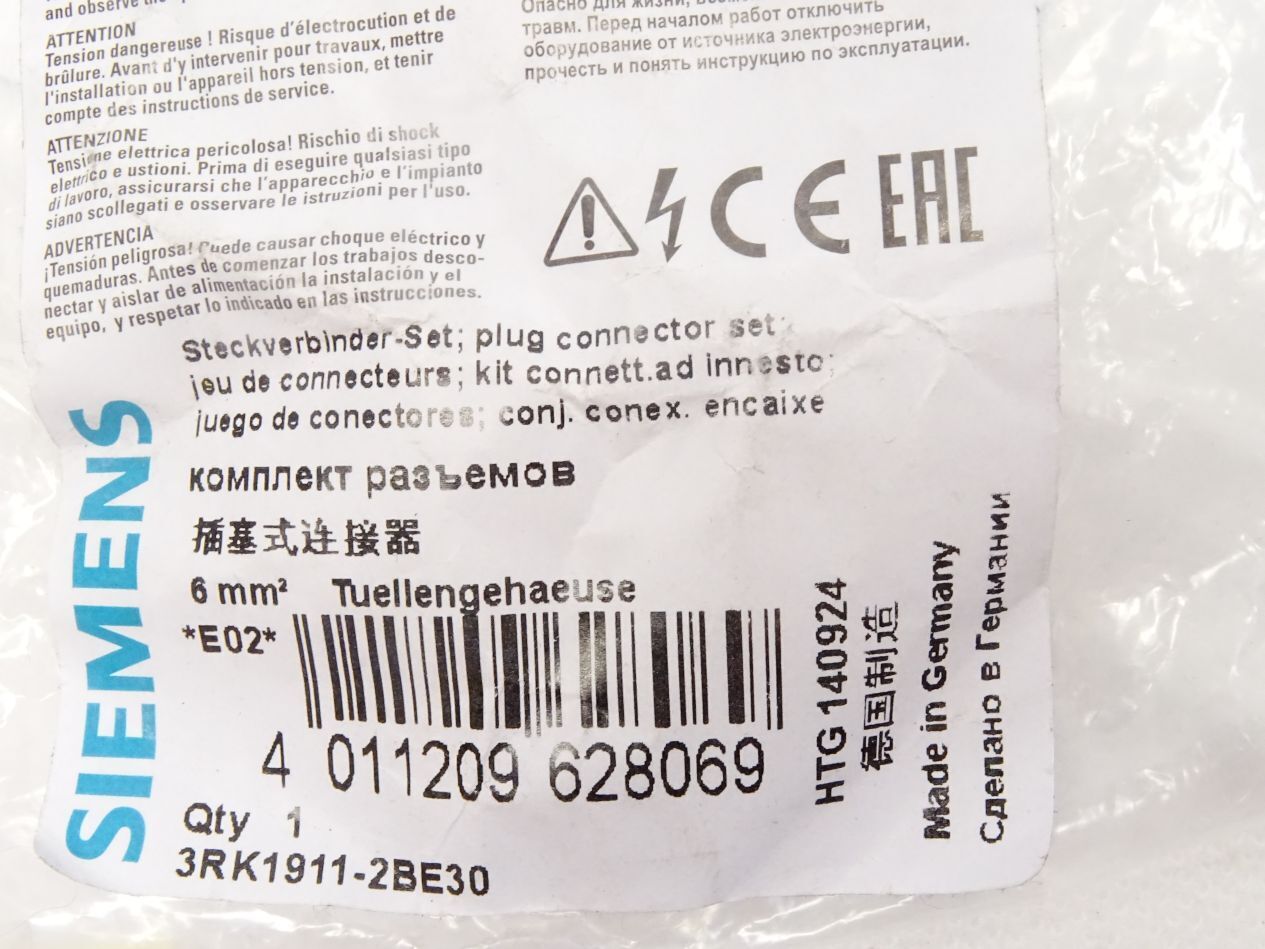 and observe the
ATTENTION
Tension dangereuse ! Risque d'électrocution et de
brûlure. Avant d'y intervenir pour travaux, mettre
l'installation ou l'appareil hors tension, et tenir
compte des instructions de service.
ATTENZIONE
Tensione elettrica pericolosa! Rischio di shock
elettrico e ustioni. Prima di eseguire qualsiasi tipo
di lavoro, assicurarsi che l'apparecchio e l'impianto
siano scollegati e osservare le istruzioni per l'uso.
ADVERTENCIA
¡Tensión peligrosa! Puede causar choque eléctrico y
quemaduras. Antes de comenzar los trabajos desco-
nectar y aislar de alimentación la instalación y el
equipo, y respetar lo indicado en las instrucciones.
Опасно для жизни,
травм. Перед началом работ отключить
оборудование от источника электроэнергии,
прочесть и понять инструкцию по эксплуатации.
CE EAC
Steckverbinder-Set; plug connector set;
jeu de connecteurs; kit connett.ad innesto;
juego de conectores; conj. conex. encaixe
комплект разъемов
插塞式连接器
6 mm² Tuellengehaeuse
*E02*
4 011209 628069
Qty 1
3RK1911-2BE30
SIEMENS
HTG 140924
德国制造
Made in Germany
Сделано в Германии